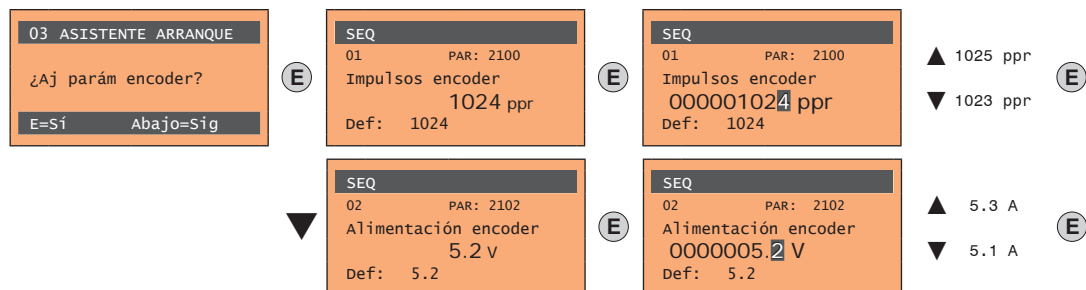 03 ASISTENTE ARRANQUE
¿Aj parám encoder?
E=Sí Abajo=Sig
E
SEQ
01 PAR: 2100
Impulsos encoder
1024 ppr
Def: 1024
E
SEQ
01 PAR: 2100
Impulsos encoder
000001024 ppr
Def: 1024
▲ 1025 ppr
▼ 1023 ppr
E
▼
SEQ
02 PAR: 2102
Alimentación encoder
5.2 V
Def: 5.2
E
SEQ
02 PAR: 2102
Alimentación encoder
0000005.2 V
Def: 5.2
▲ 5.3 A
▼ 5.1 A
E